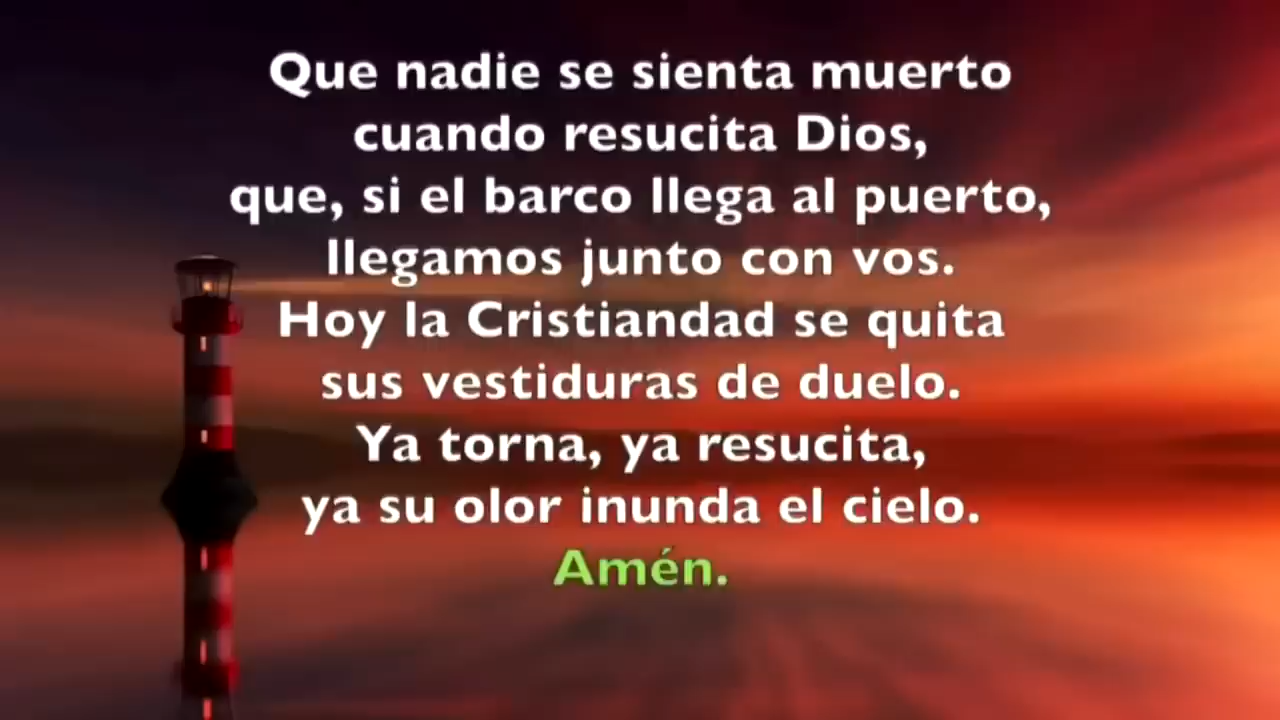 Que nadie se sienta muerto
cuando resucita Dios,
que, si el barco llega al puerto,
llegamos junto con vos.
Hoy la Cristiandad se quita
sus vestiduras de duelo.
Ya torna, ya resucita,
ya su olor inunda el cielo.
Amén.